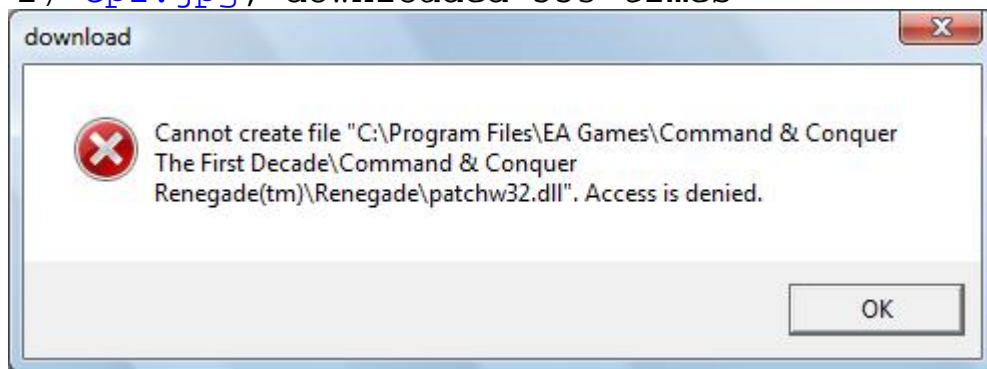 download
Cannot create file "C:\Program Files\EA Games\Command & Conquer
The First Decade\Command & Conquer
Renegade(tm)\Renegade\patchw32.dll". Access is denied.
OK